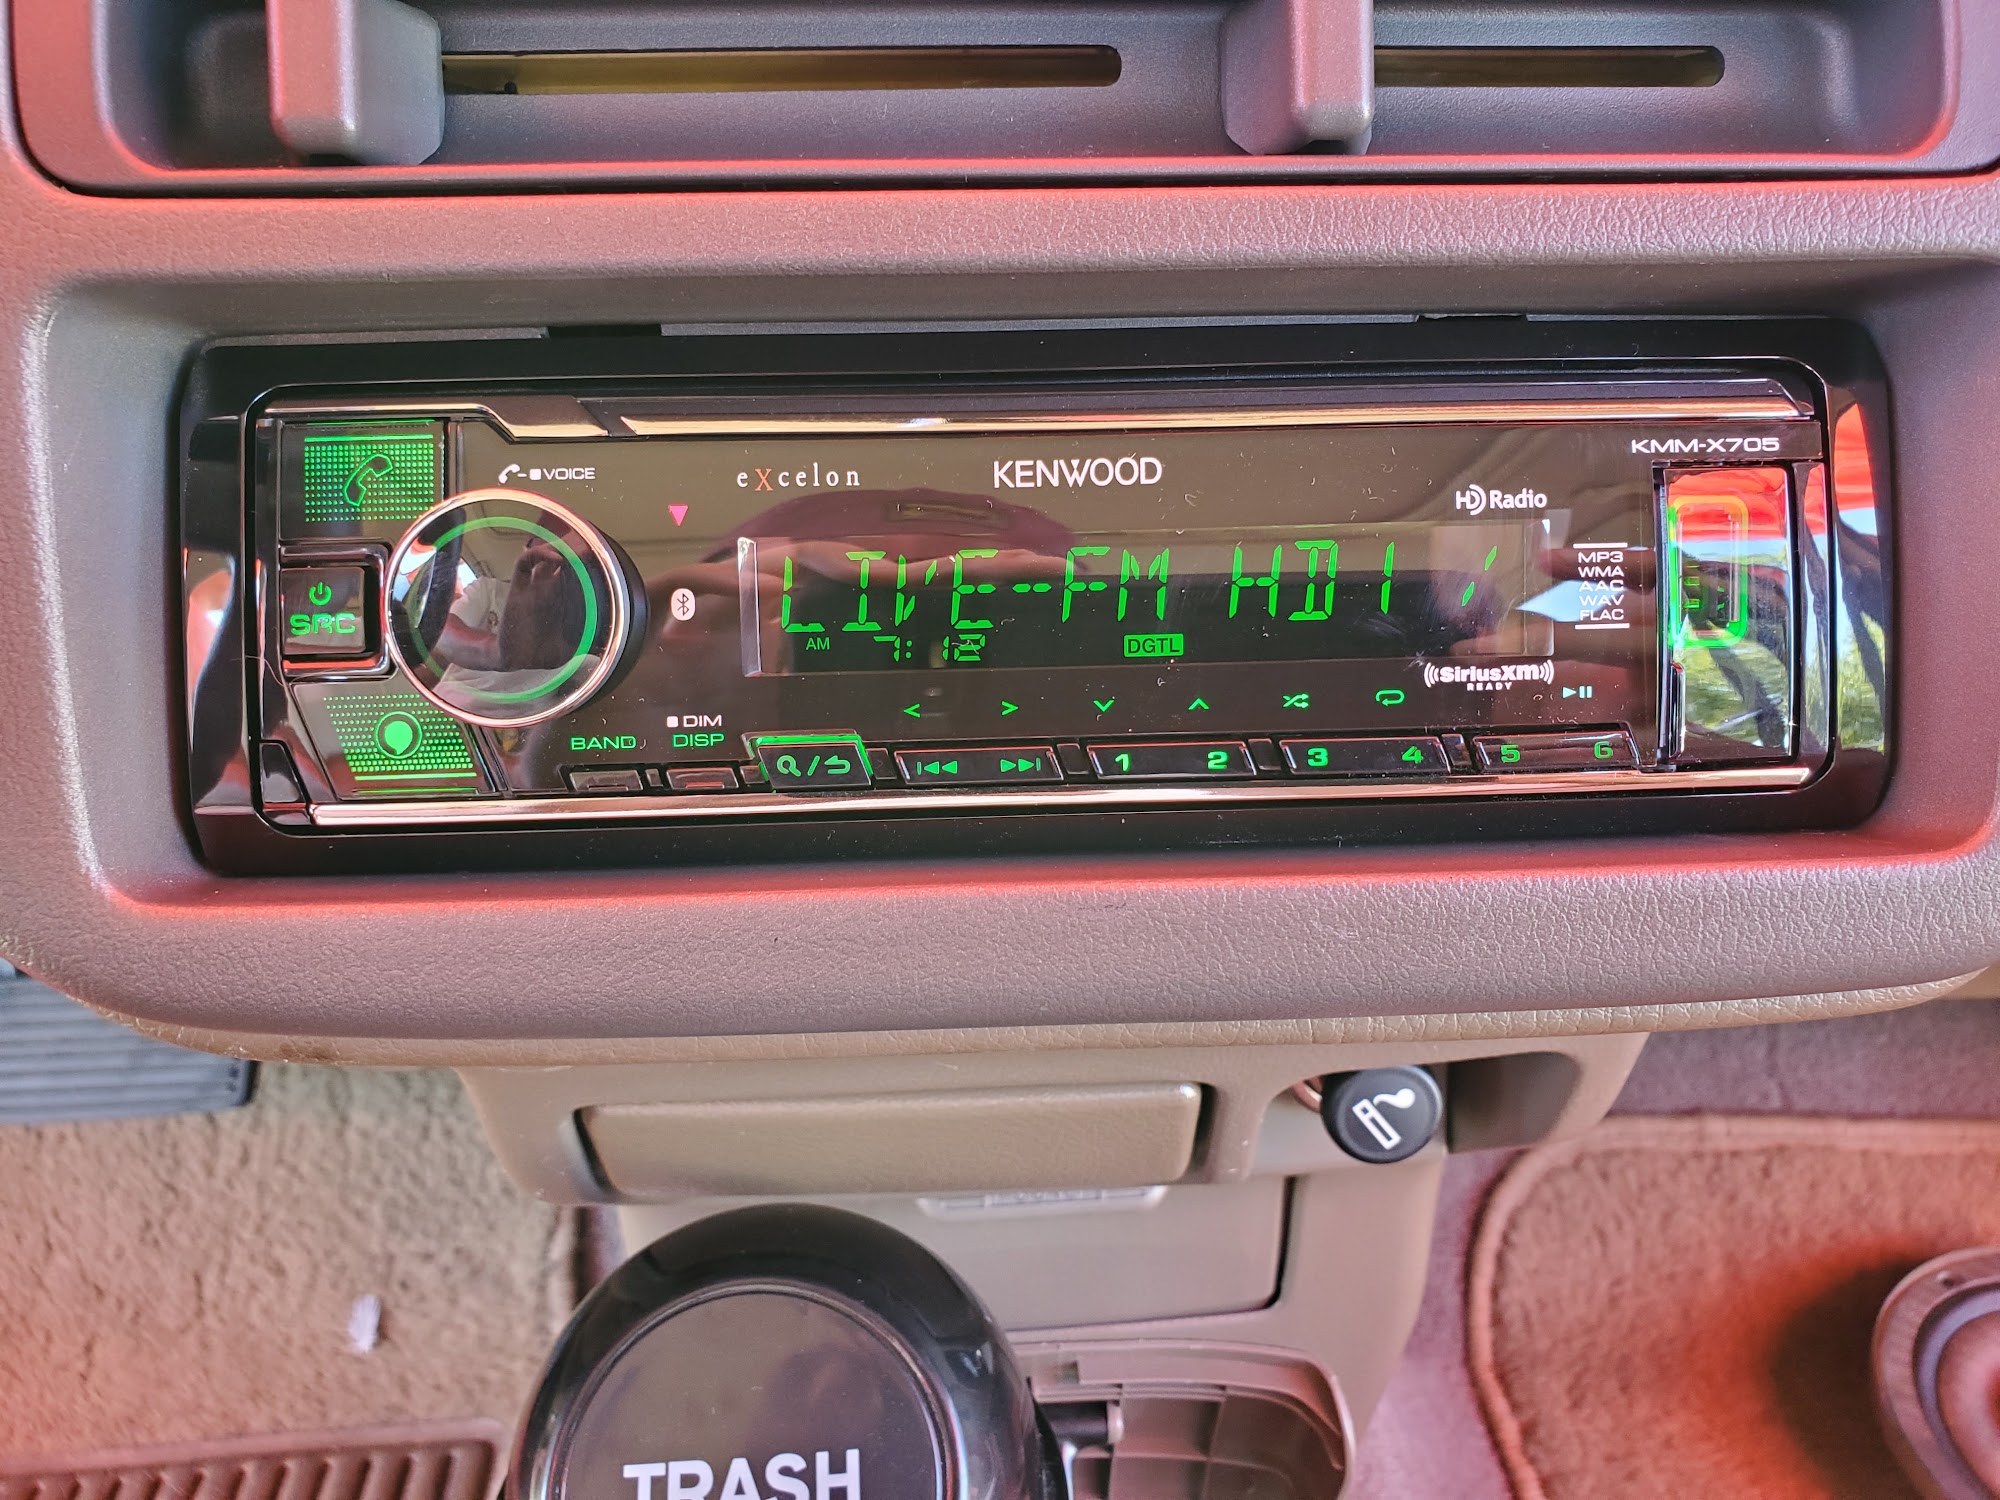 KMM-X705
VOICE
eXcelon
KENWOOD
HD Radio
LIVE-FM HD1 /
MP3
WMA
AAC
WAV
FLAC
SRC
AM 7:12 DGTL
SiriusXM
READY
DIM
BAND DISP
1 2 3 4 5 6
TRASH